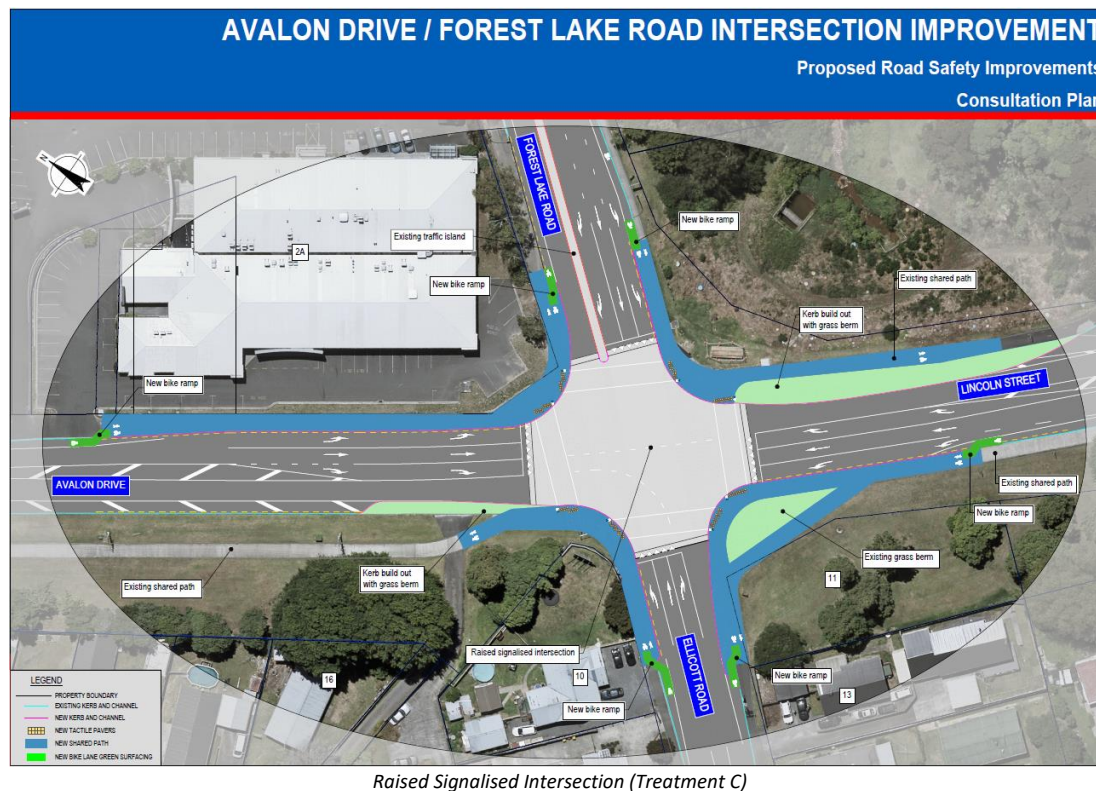 AVALON DRIVE / FOREST LAKE ROAD INTERSECTION IMPROVEMENT
Proposed Road Safety Improvements
Consultation Plan
N
FOREST LAKE ROAD
New bike ramp
Existing traffic island
2A
New bike ramp
Existing shared path
Kerb build out
with grass berm
New bike ramp
LINCOLN STREET
AVALON DRIVE
Existing shared path
New bike ramp
Existing shared path
Kerb build out
with grass berm
Existing grass berm
11
Raised signalised intersection
16
10
ELLICOTT ROAD
New bike ramp
13
New bike ramp
LEGEND
PROPERTY BOUNDARY
EXISTING KERB AND CHANNEL
NEW KERB AND CHANNEL
NEW TACTILE PAVERS
NEW SHARED PATH
NEW BIKE LANE GREEN SURFACING
Raised Signalised Intersection (Treatment C)